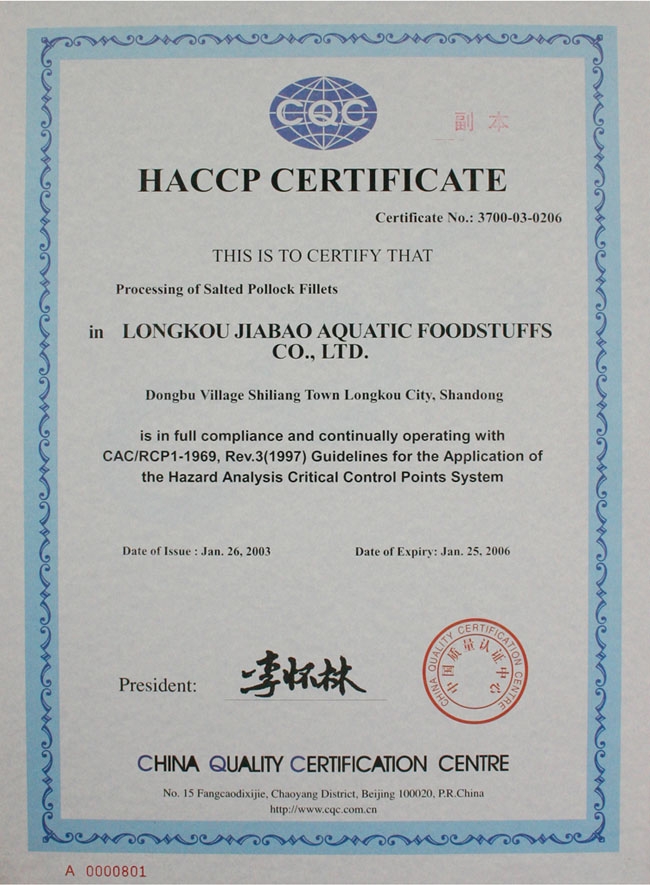 CQC
副本
HACCP CERTIFICATE
Certificate No.: 3700-03-0206
THIS IS TO CERTIFY THAT
Processing of Salted Pollock Fillets
in LONGKOU JIABAO AQUATIC FOODSTUFFS
CO., LTD.
Dongbu Village Shiliang Town Longkou City, Shandong
is in full compliance and continually operating with
CAC/RCP1-1969, Rev.3(1997) Guidelines for the Application of
the Hazard Analysis Critical Control Points System
Date of Issue : Jan. 26, 2003 Date of Expiry: Jan. 25, 2006
President: 李怀林
CHINA QUALITY CERTIFICATION CENTRE
中国质量认证中心
CHINA QUALITY CERTIFICATION CENTRE
No. 15 Fangcaodixijie, Chaoyang District, Beijing 100020, P.R.China
http://www.cqc.com.cn
A 0000801